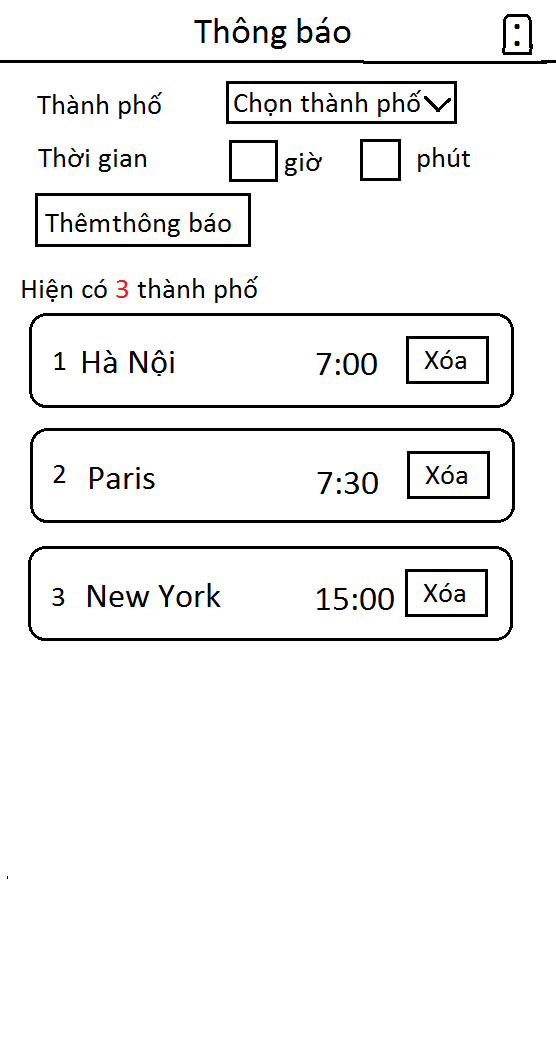 Thông báo
Thành phố Chọn thành phố
Thời gian giờ phút
Thêmthông báo
Hiện có 3 thành phố
1 Hà Nội 7:00 Xóa
2 Paris 7:30 Xóa
3 New York 15:00 Xóa